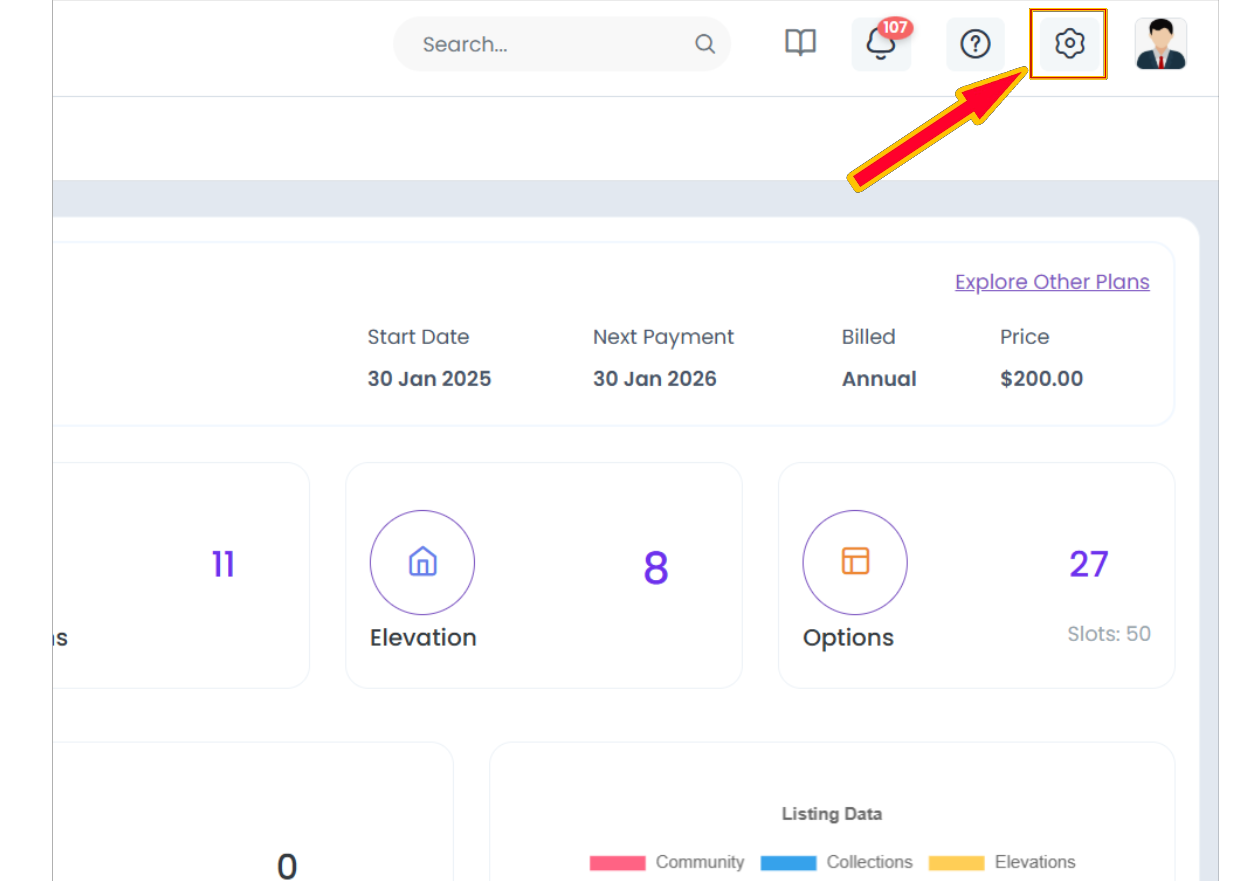 Search...
107
Explore Other Plans
Start Date Next Payment Billed Price
30 Jan 2025 30 Jan 2026 Annual $200.00
11
8
27
Elevation
Options
Slots: 50
Listing Data
0
Community Collections Elevations